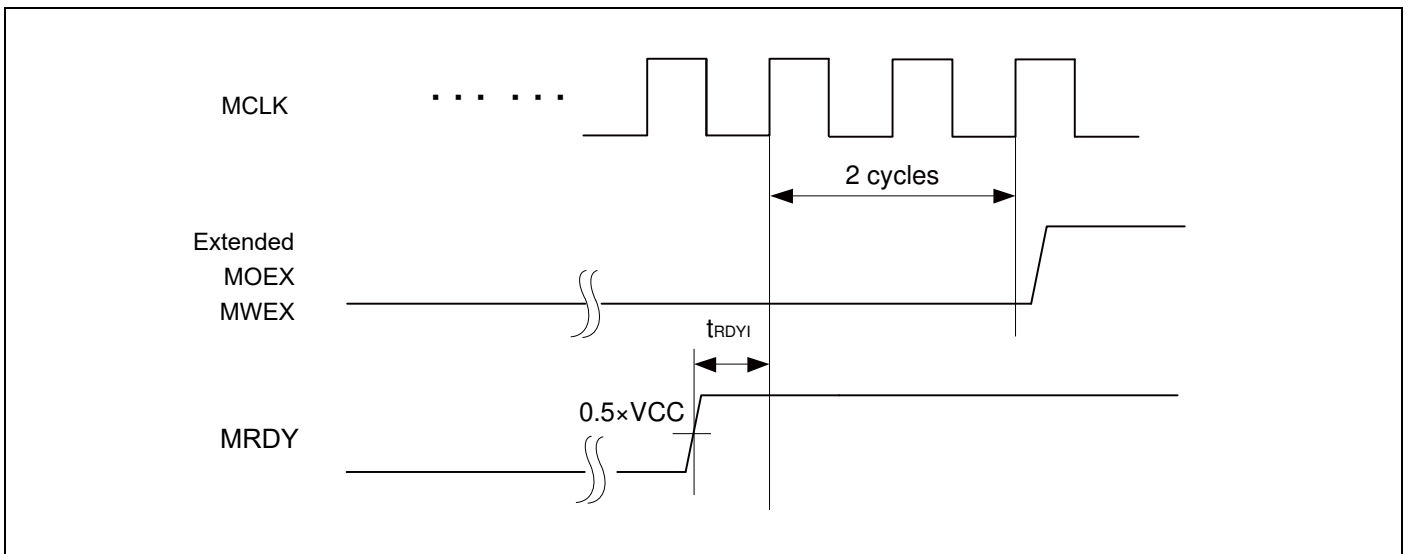 MCLK
2 cycles
Extended
MOEX
MWEX
tRDYI
0.5×VCC
MRDY